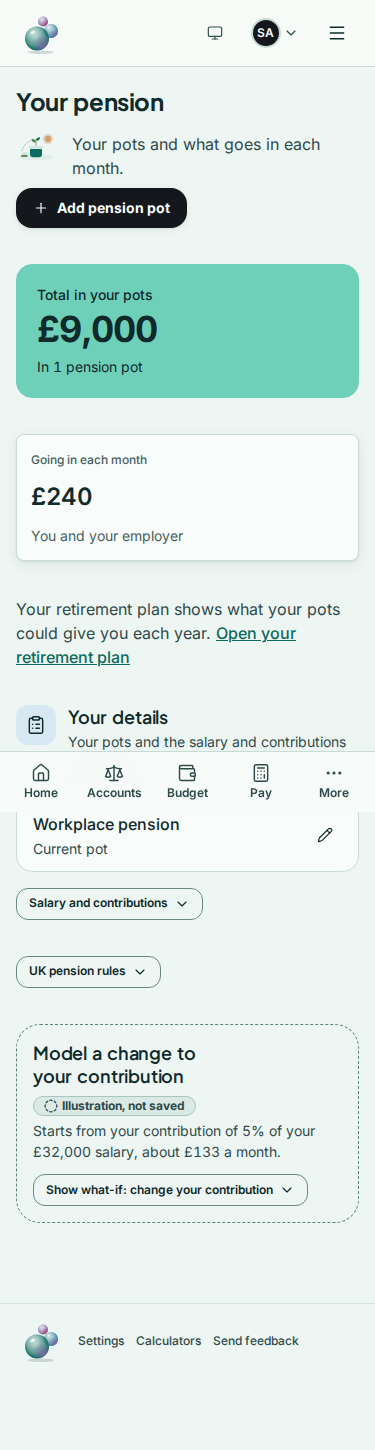 SA
Your pension
Your pots and what goes in each
month.
Add pension pot
Total in your pots
£9,000
In 1 pension pot
Going in each month
£240
You and your employer
Your retirement plan shows what your pots
could give you each year. Open your
retirement plan
Your details
Your pots and the salary and contributions
Home Accounts Budget Pay More
Workplace pension
Current pot
Salary and contributions
UK pension rules
Model a change to
your contribution
Illustration, not saved
Starts from your contribution of 5% of your
£32,000 salary, about £133 a month.
Show what-if: change your contribution
Settings Calculators Send feedback